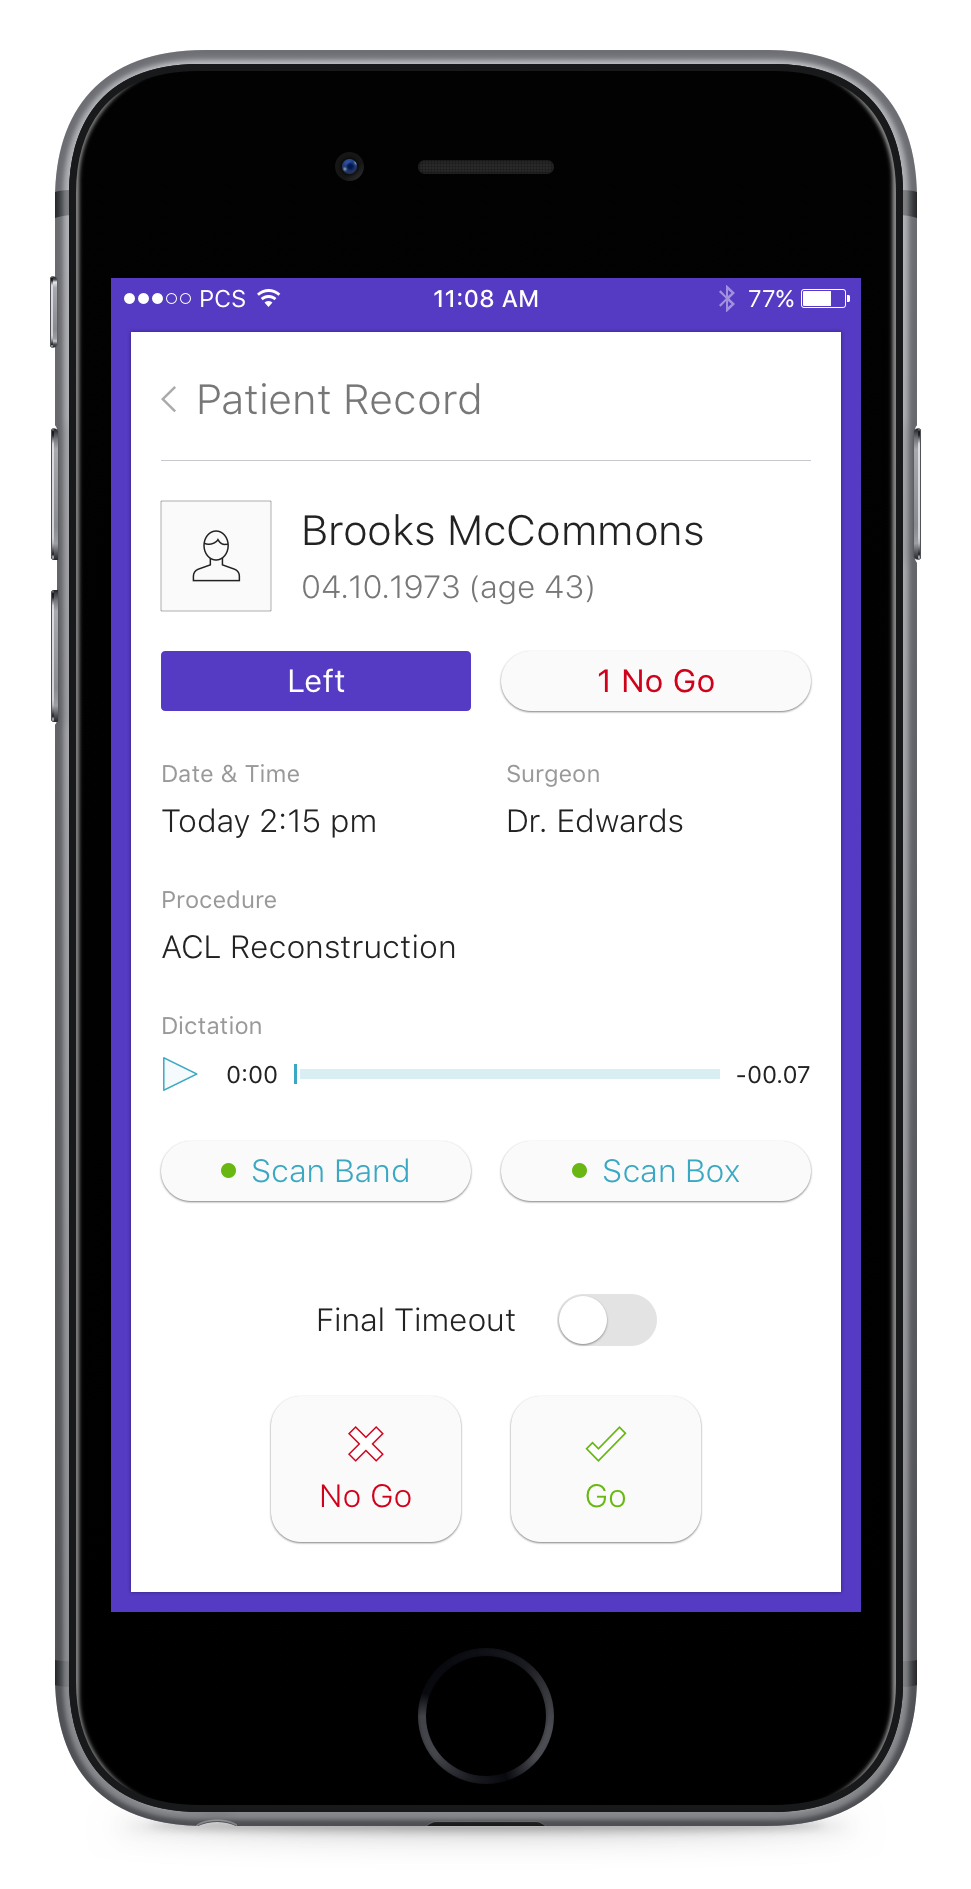 PCS 11:08 AM 77%
Patient Record
Brooks McCommons
04.10.1973 (age 43)
Left 1 No Go
Date & Time Surgeon
Today 2:15 pm Dr. Edwards
Procedure
ACL Reconstruction
Dictation
0:00 -00.07
Scan Band Scan Box
Final Timeout
No Go Go